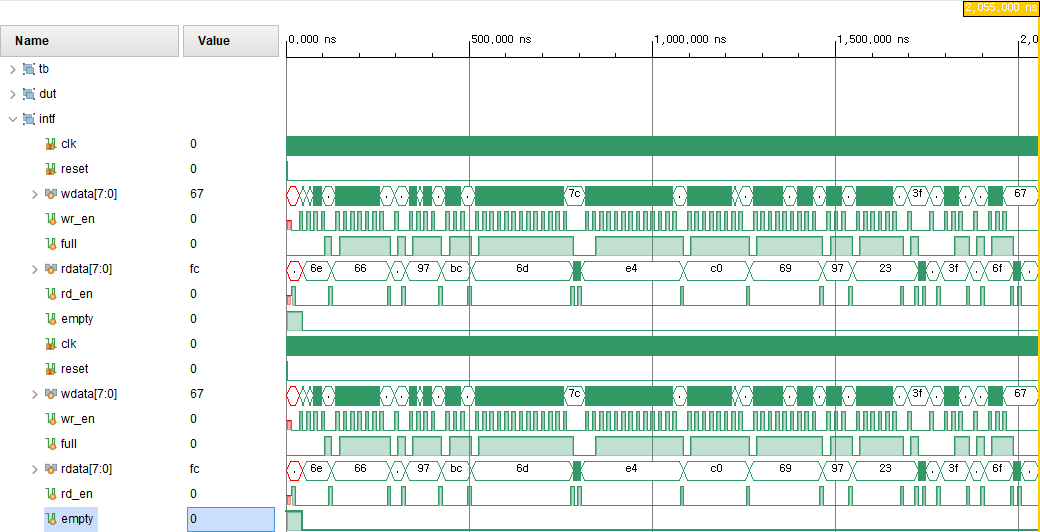 2,055,000 ns
Name Value
0,000 ns 500,000 ns 1,000,000 ns 1,500,000 ns 2,0
tb
dut
intf
clk 0
reset 0
wdata[7:0] 67 . . . . . . 7c . . . . . . . 3f . . . 67
wr_en 0
full 0
rdata[7:0] fc . 6e 66 . 97 bc 6d e4 c0 69 97 23 . 3f . 6f .
rd_en 0
empty 0
clk 0
reset 0
wdata[7:0] 67 . . . . . . 7c . . . . . . . 3f . . . 67
wr_en 0
full 0
rdata[7:0] fc . 6e 66 . 97 bc 6d e4 c0 69 97 23 . 3f . 6f .
rd_en 0
empty 0